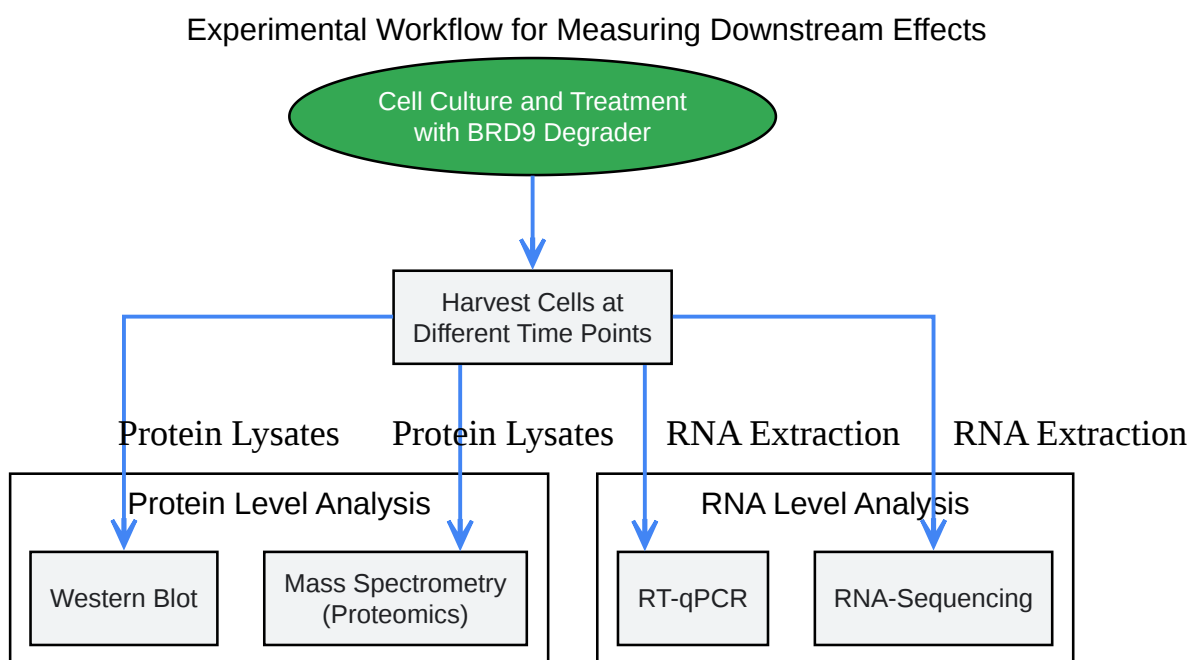 Experimental Workflow for Measuring Downstream Effects
Cell Culture and Treatment
with BRD9 Degrader
Harvest Cells at
Different Time Points
Protein Lysates
Protein Lysates
RNA Extraction
RNA Extraction
Protein Level Analysis
RNA Level Analysis
Western Blot
Mass Spectrometry
(Proteomics)
RT-qPCR
RNA-Sequencing